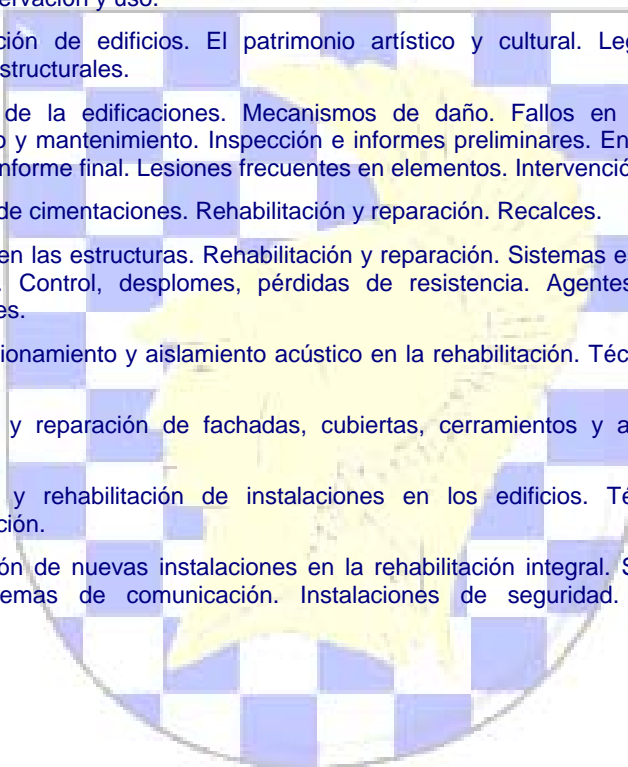 ervación y uso.
ción de edificios. El patrimonio artístico y cultural. Leg
structurales.
de la edificaciones. Mecanismos de daño. Fallos en
o y mantenimiento. Inspección e informes preliminares. En
nforme final. Lesiones frecuentes en elementos. Intervenció
de cimentaciones. Rehabilitación y reparación. Recalces.
en las estructuras. Rehabilitación y reparación. Sistemas e
. Control, desplomes, pérdidas de resistencia. Agentes
es.
cionamiento y aislamiento acústico en la rehabilitación. Téc
y reparación de fachadas, cubiertas, cerramientos y a
y rehabilitación de instalaciones en los edificios. Té
ción.
ón de nuevas instalaciones en la rehabilitación integral. S
emas de comunicación. Instalaciones de seguridad.